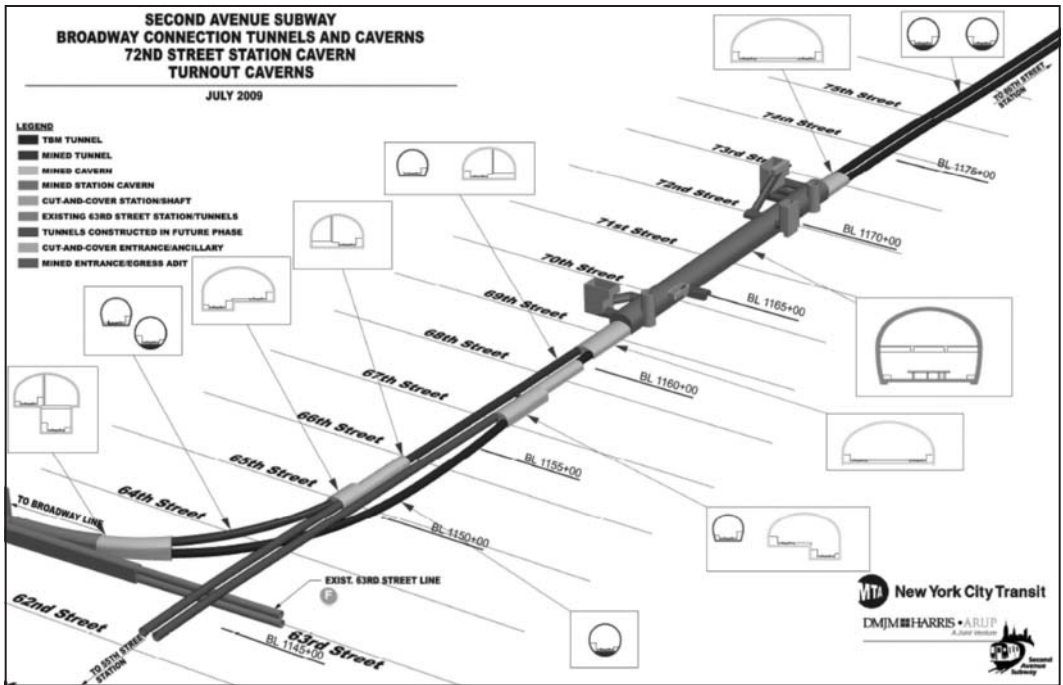 SECOND AVENUE SUBWAY
BROADWAY CONNECTION TUNNELS AND CAVERNS
72ND STREET STATION CAVERN
TURNOUT CAVERNS
JULY 2009
LEGEND
TBM TUNNEL
MINED TUNNEL
MINED CAVERN
MINED STATION CAVERN
CUT-AND-COVER STATION/SHAFT
EXISTING 63RD STREET STATION/TUNNELS
TUNNELS CONSTRUCTED IN FUTURE PHASE
CUT-AND-COVER ENTRANCE/ANCILLARY
MINED ENTRANCE/EGRESS ADIT
TO 86TH STREET
STATION
75th Street
74th Street
73rd Street
72nd Street
71st Street
70th Street
69th Street
68th Street
67th Street
66th Street
65th Street
64th Street
63rd Street
62nd Street
BL 1175+00
BL 1170+00
BL 1165+00
BL 1160+00
BL 1155+00
BL 1150+00
BL 1145+00
TO BROADWAY LINE
EXIST. 63RD STREET LINE
F
TO 55TH STREET
STATION
MTA New York City Transit
DMJM HARRIS • ARUP
A Joint Venture
Second
Avenue
Subway